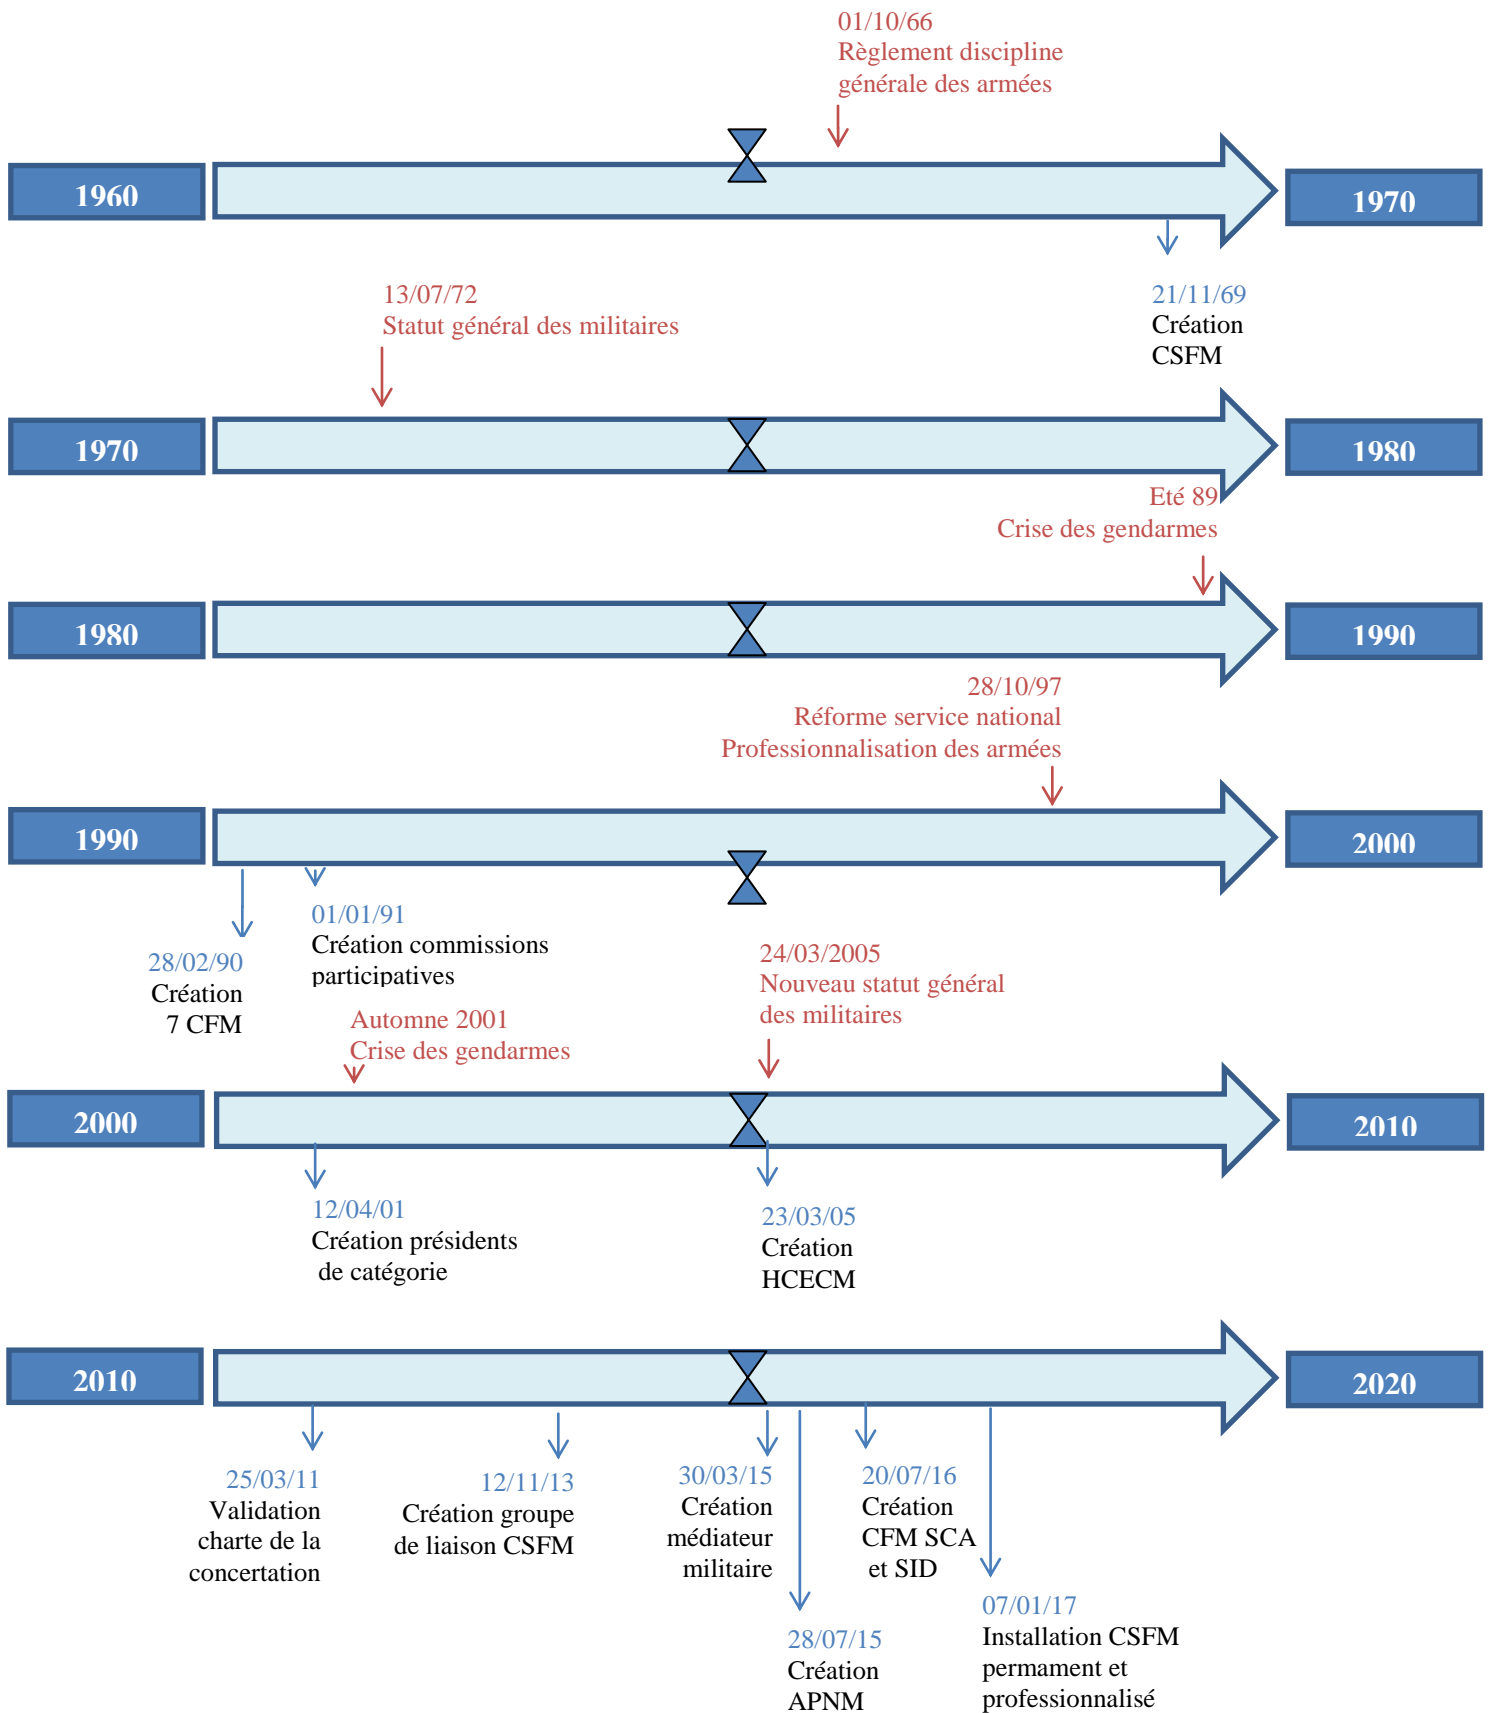 01/10/66
Règlement discipline
générale des armées
1960
1970
21/11/69
Création
CSFM
13/07/72
Statut général des militaires
1970
1980
Eté 89
Crise des gendarmes
1980
1990
28/10/97
Réforme service national
Professionnalisation des armées
1990
2000
28/02/90
Création
7 CFM
01/01/91
Création commissions
participatives
24/03/2005
Nouveau statut général
des militaires
Automne 2001
Crise des gendarmes
2000
2010
12/04/01
Création présidents
de catégorie
23/03/05
Création
HCECM
2010
2020
25/03/11
Validation
charte de la
concertation
12/11/13
Création groupe
de liaison CSFM
30/03/15
Création
médiateur
militaire
28/07/15
Création
APNM
20/07/16
Création
CFM SCA
et SID
07/01/17
Installation CSFM
permament et
professionnalisé